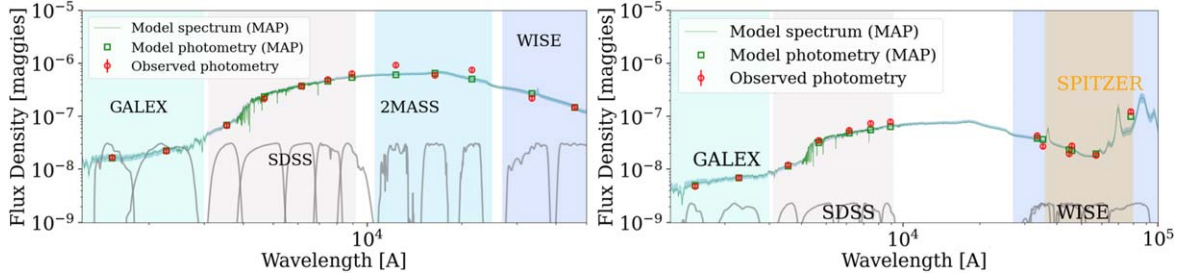 Flux Density [maggies]
10⁻⁵
10⁻⁶
10⁻⁷
10⁻⁸
10⁻⁹
Model spectrum (MAP)
Model photometry (MAP)
Observed photometry
WISE
GALEX
2MASS
SDSS
10⁴
Wavelength [A]
Flux Density [maggies]
10⁻⁵
10⁻⁶
10⁻⁷
10⁻⁸
10⁻⁹
Model spectrum (MAP)
Model photometry (MAP)
Observed photometry
SPITZER
GALEX
SDSS
WISE
10⁴
10⁵
Wavelength [A]